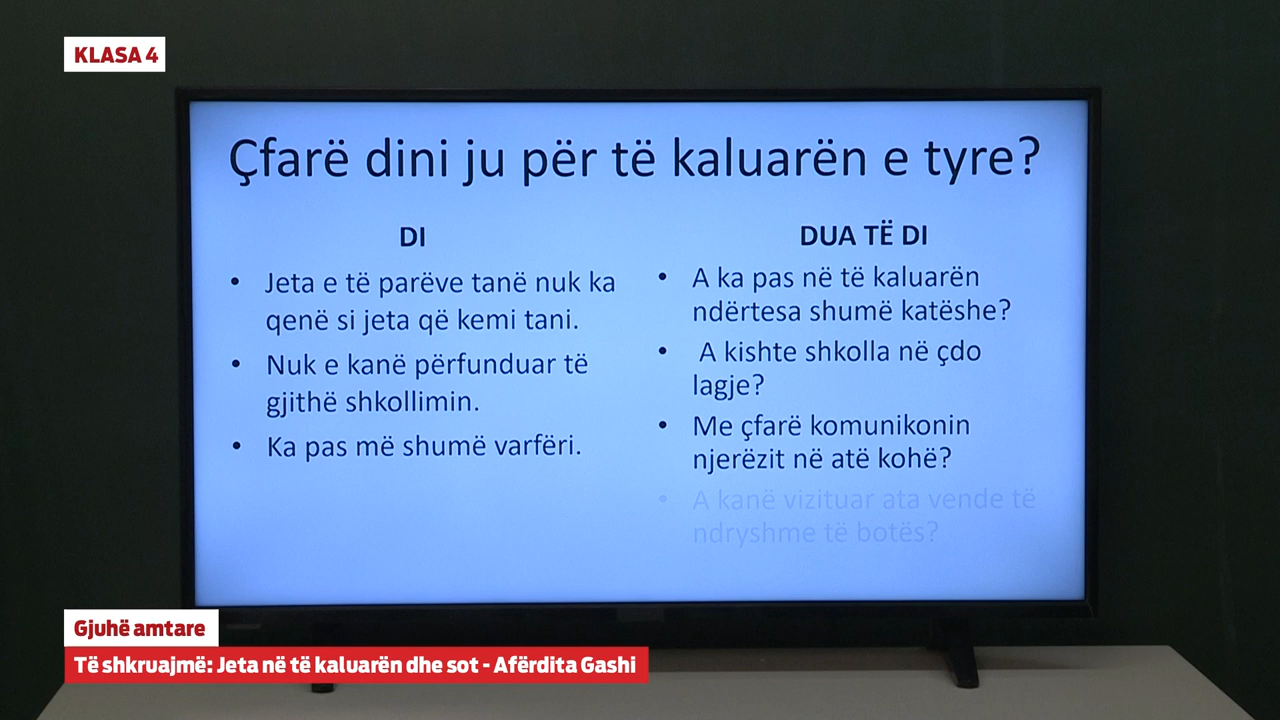 KLASA 4
Çfarë dini ju për të kaluarën e tyre?
DI
• Jeta e të parëve tanë nuk ka
qenë si jeta që kemi tani.
• Nuk e kanë përfunduar të
gjithë shkollimin.
• Ka pas më shumë varfëri.
DUA TË DI
• A ka pas në të kaluarën
ndërtesa shumë katëshe?
• A kishte shkolla në çdo
lagje?
• Me çfarë komunikonin
njerëzit në atë kohë?
• A kanë vizituar ata vende të
ndryshme të botës?
Gjuhë amtare
Të shkruajmë: Jeta në të kaluarën dhe sot - Afërdita Gashi